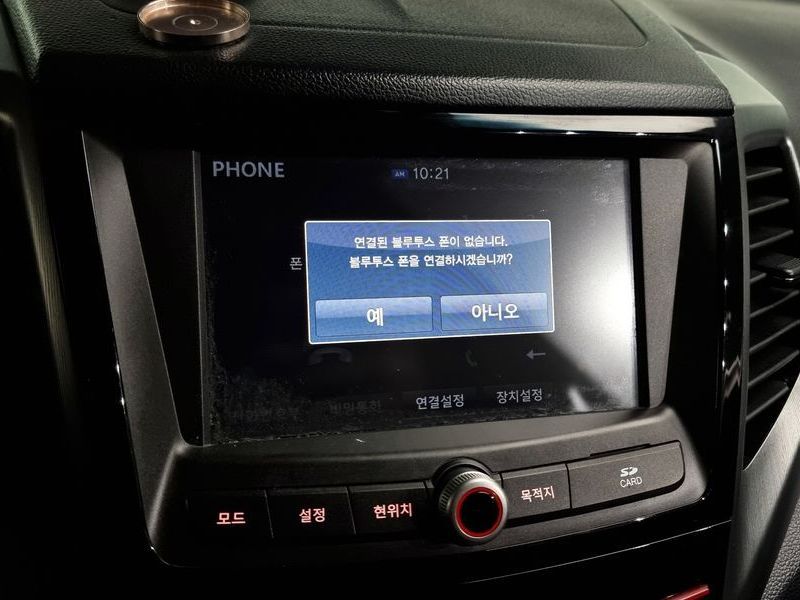 PHONE
AM 10:21
연결된 블루투스 폰이 없습니다.
블루투스 폰을 연결하시겠습니까?
폰
예
아니오
연결설정
장치설정
모드
설정
현위치
목적지
SD
CARD